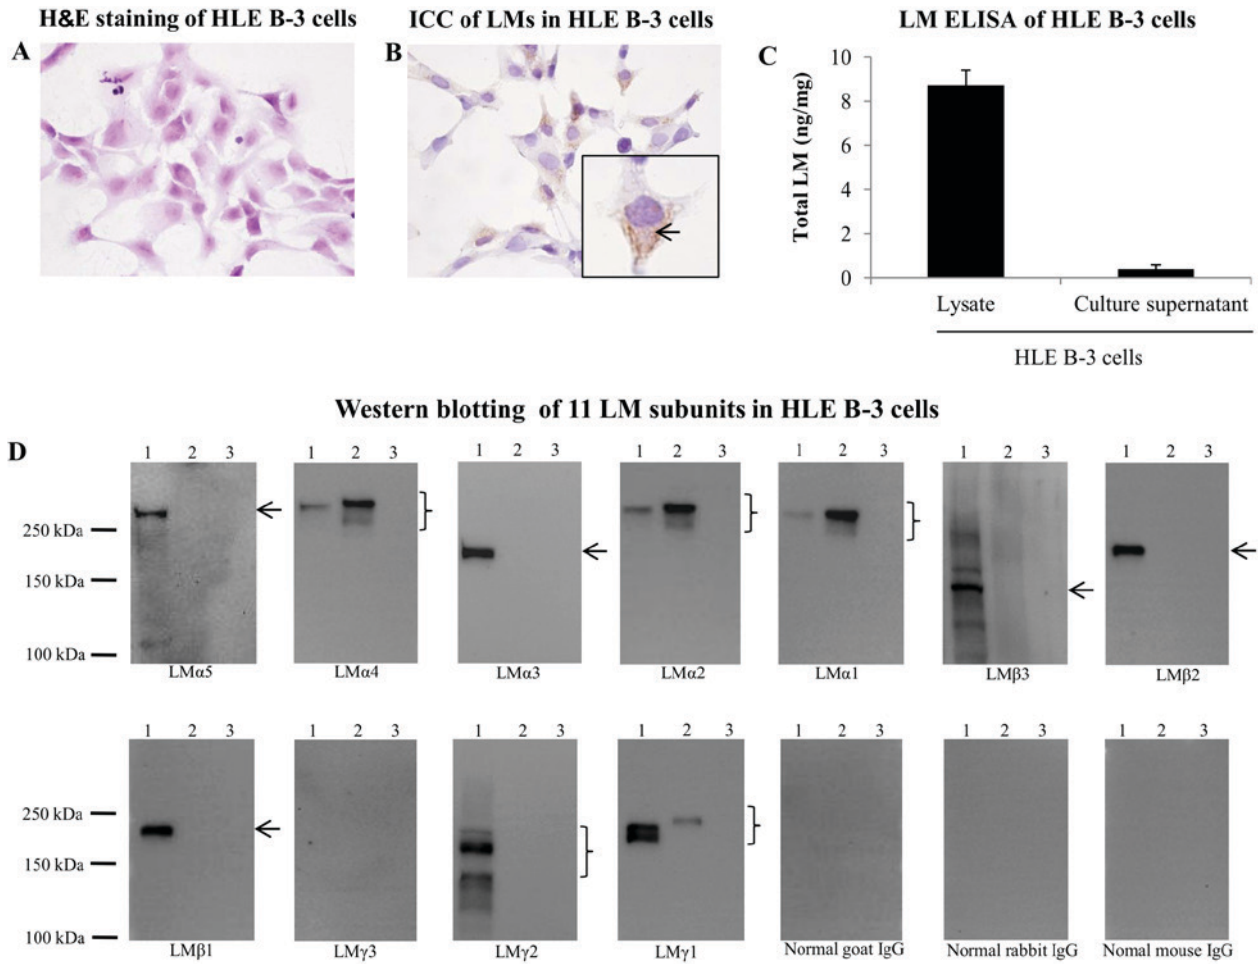 H&E staining of HLE B-3 cells
ICC of LMs in HLE B-3 cells
LM ELISA of HLE B-3 cells
A
B
C
Total LM (ng/mg)
10
8
6
4
2
0
Lysate
Culture supernatant
HLE B-3 cells
Western blotting of 11 LM subunits in HLE B-3 cells
D
1 2 3
1 2 3
1 2 3
1 2 3
1 2 3
1 2 3
1 2 3
250 kDa
150 kDa
100 kDa
LMα5
LMα4
LMα3
LMα2
LMα1
LMβ3
LMβ2
1 2 3
1 2 3
1 2 3
1 2 3
1 2 3
1 2 3
1 2 3
250 kDa
150 kDa
100 kDa
LMβ1
LMγ3
LMγ2
LMγ1
Normal goat IgG
Normal rabbit IgG
Nomal mouse IgG